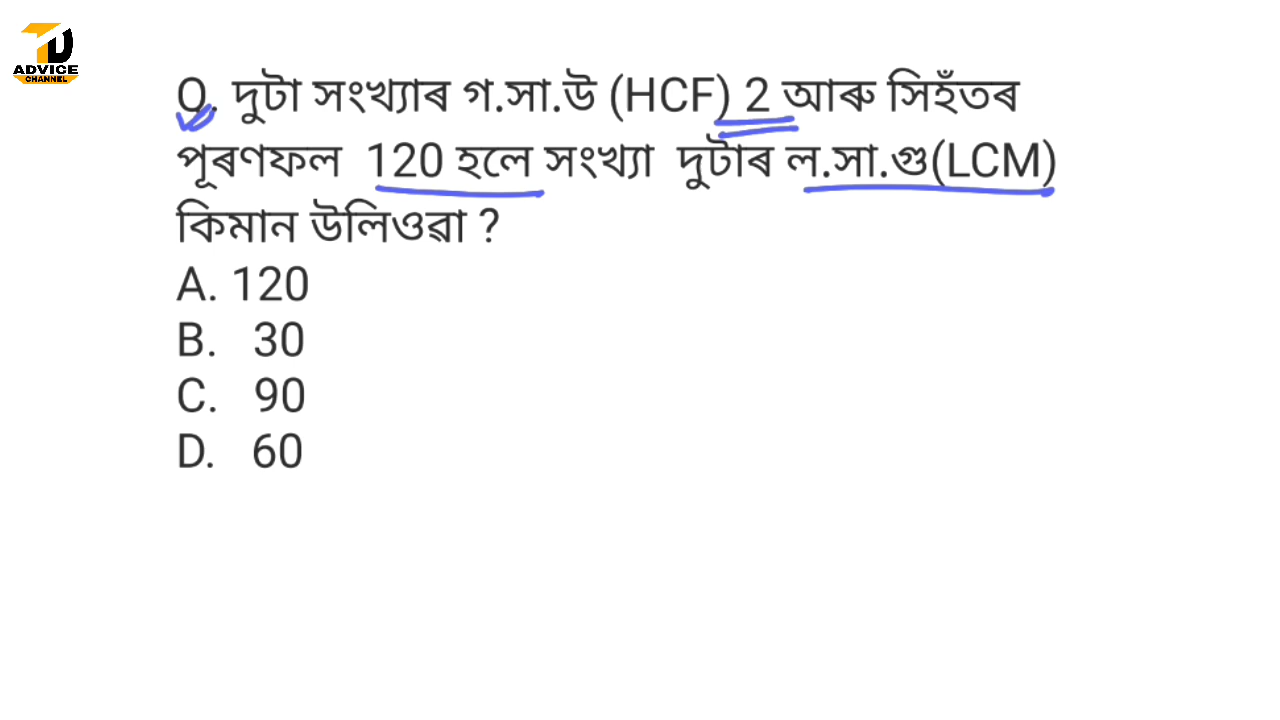 ADVICE
CHANNEL
Q. দুটা সংখ্যাৰ গ.সা.উ (HCF) 2 আৰু সিহঁতৰ
পূৰণফল 120 হলে সংখ্যা দুটাৰ ল.সা.গু(LCM)
কিমান উলিওৱা ?
A. 120
B. 30
C. 90
D. 60